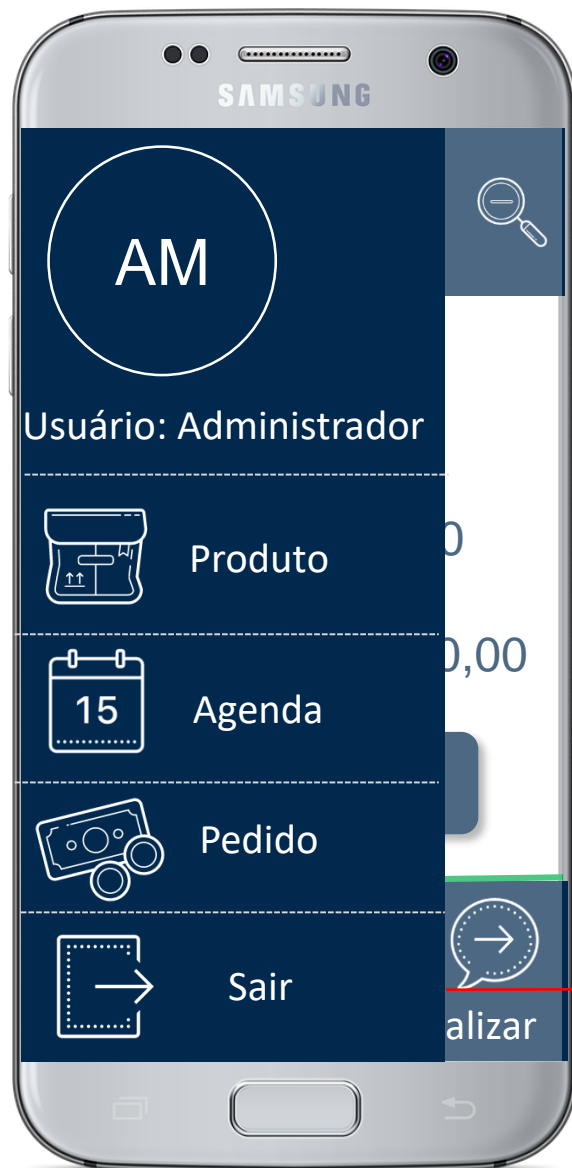 SAMSUNG
AM
Usuário: Administrador
Produto
0
0,00
15
Agenda
Pedido
Sair
alizar